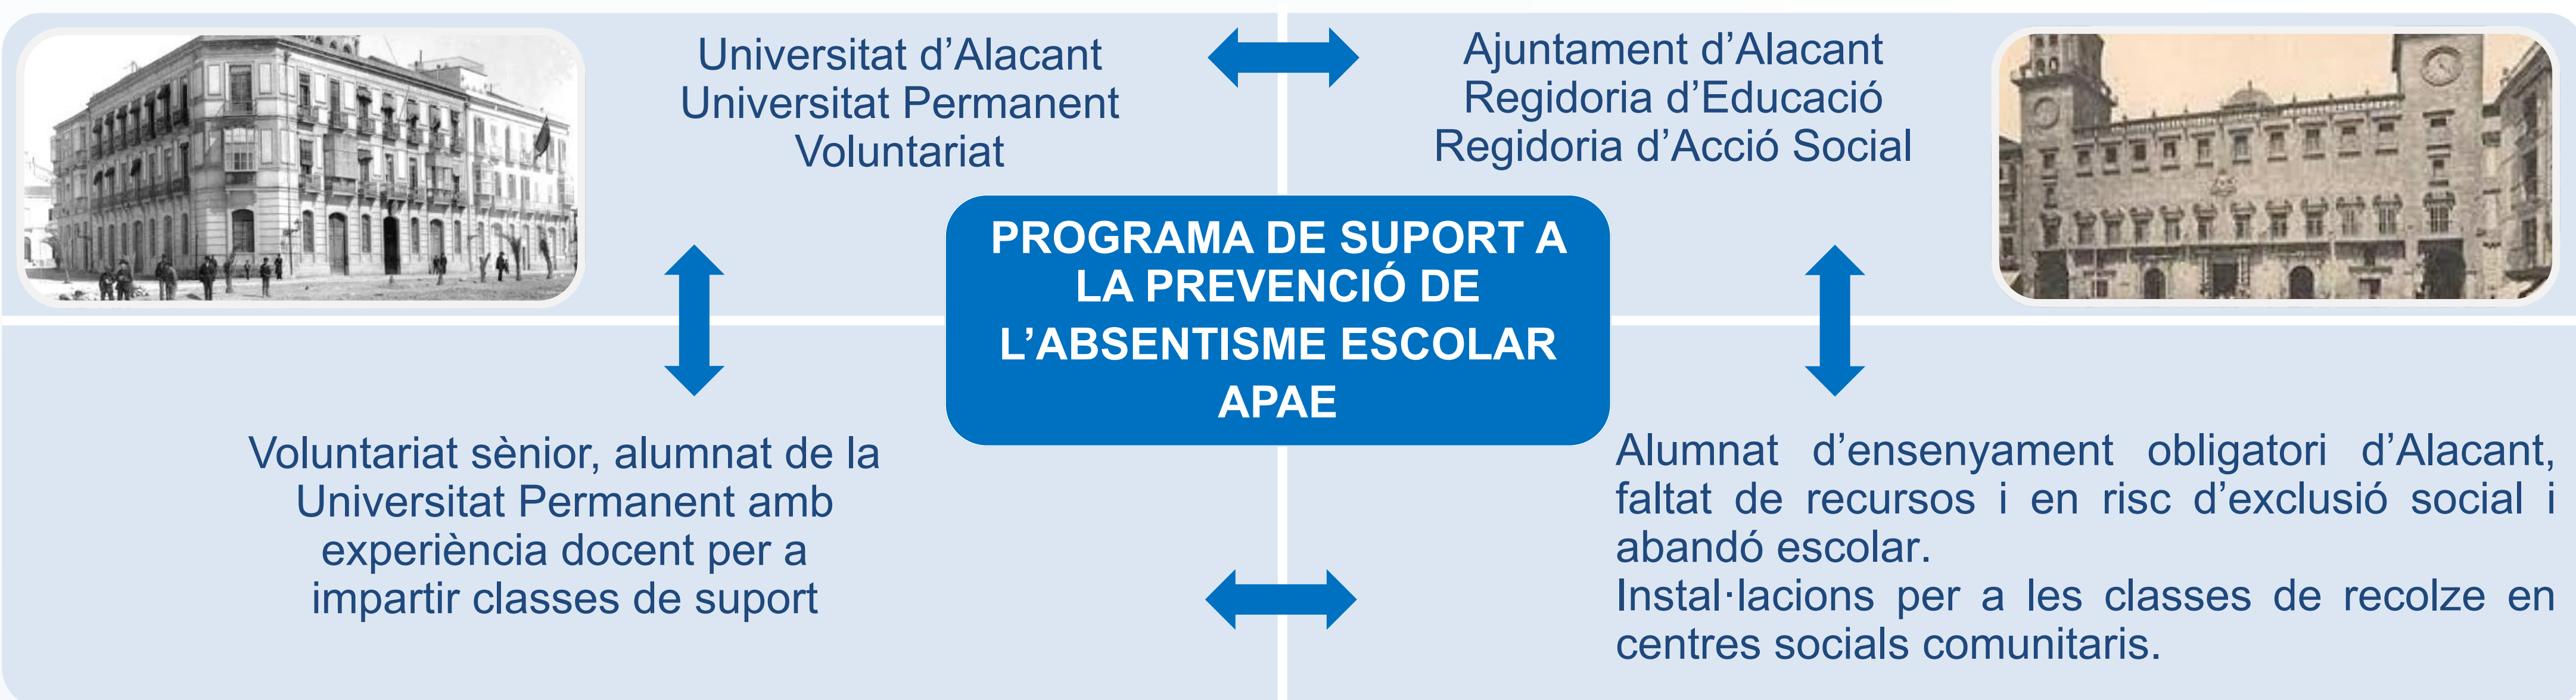 Universitat d’Alacant
Universitat Permanent
Voluntariat
Ajuntament d’Alacant
Regidoria d’Educació
Regidoria d’Acció Social
PROGRAMA DE SUPORT A
LA PREVENCIÓ DE
L’ABSENTISME ESCOLAR
APAE
Voluntariat sènior, alumnat de la
Universitat Permanent amb
experiència docent per a
impartir classes de suport
Alumnat d’ensenyament obligatori d’Alacant,
faltat de recursos i en risc d’exclusió social i
abandó escolar.
Instal·lacions per a les classes de recolze en
centres socials comunitaris.